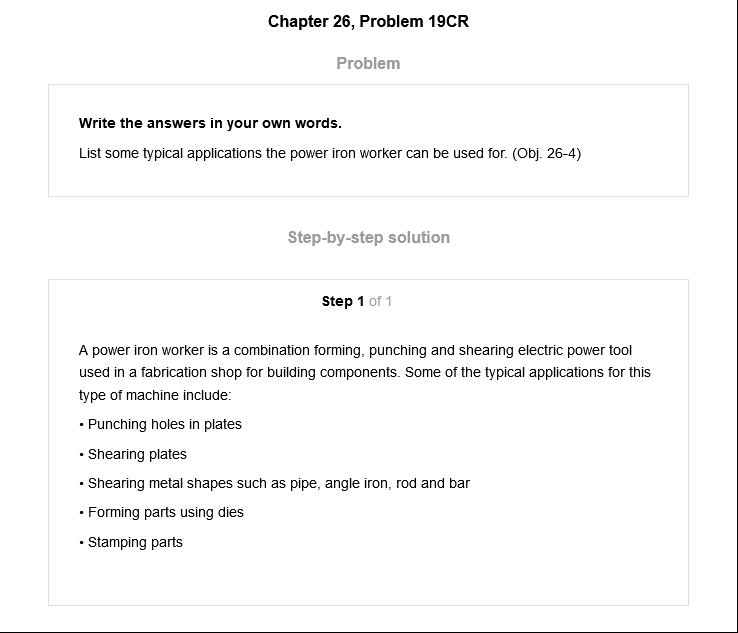 Chapter 26, Problem 19CR
Problem
Write the answers in your own words.
List some typical applications the power iron worker can be used for. (Obj. 26-4)
Step-by-step solution
Step 1 of 1
A power iron worker is a combination forming, punching and shearing electric power tool
used in a fabrication shop for building components. Some of the typical applications for this
type of machine include:
• Punching holes in plates
• Shearing plates
• Shearing metal shapes such as pipe, angle iron, rod and bar
• Forming parts using dies
• Stamping parts